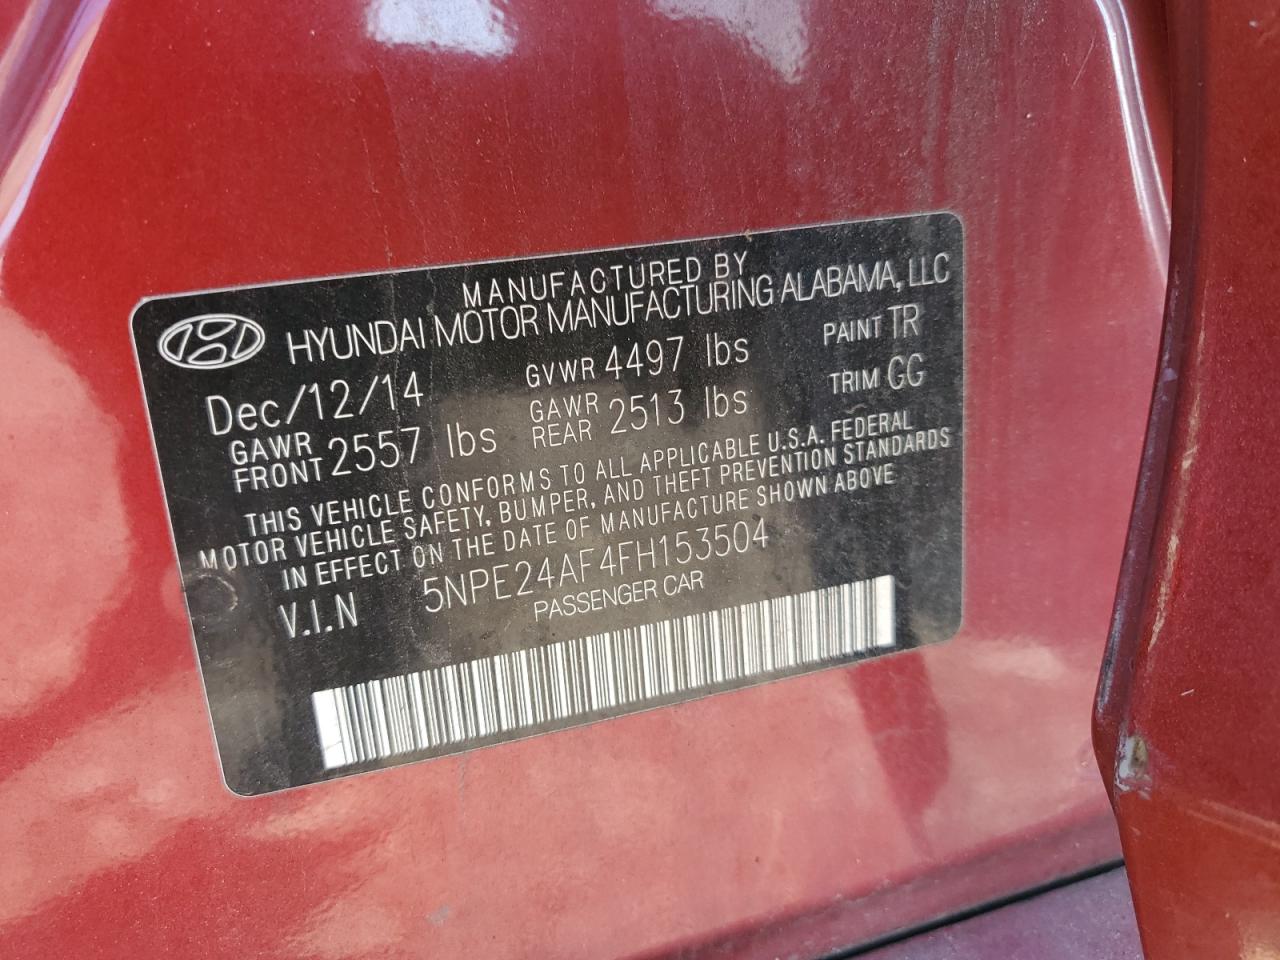 MANUFACTURED BY
HYUNDAI MOTOR MANUFACTURING ALABAMA, LLC
Dec/12/14 GVWR 4497 lbs PAINT TR
GAWR FRONT 2557 lbs GAWR REAR 2513 lbs TRIM GG
THIS VEHICLE CONFORMS TO ALL APPLICABLE U.S.A. FEDERAL
MOTOR VEHICLE SAFETY, BUMPER, AND THEFT PREVENTION STANDARDS
IN EFFECT ON THE DATE OF MANUFACTURE SHOWN ABOVE
V.I.N 5NPE24AF4FH153504
PASSENGER CAR